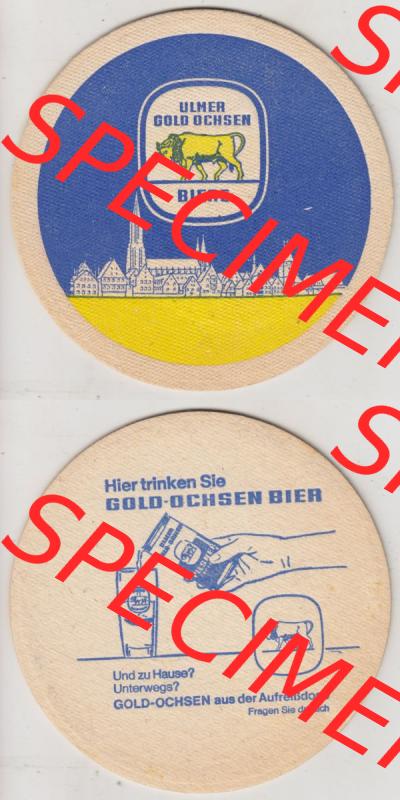 ULMER
GOLD OCHSEN
BIERE
SPECIMEN
Hier trinken Sie
GOLD-OCHSEN BIER
Und zu Hause?
Unterwegs?
GOLD-OCHSEN aus der Aufreißdose
Fragen Sie danach
SPECIMEN